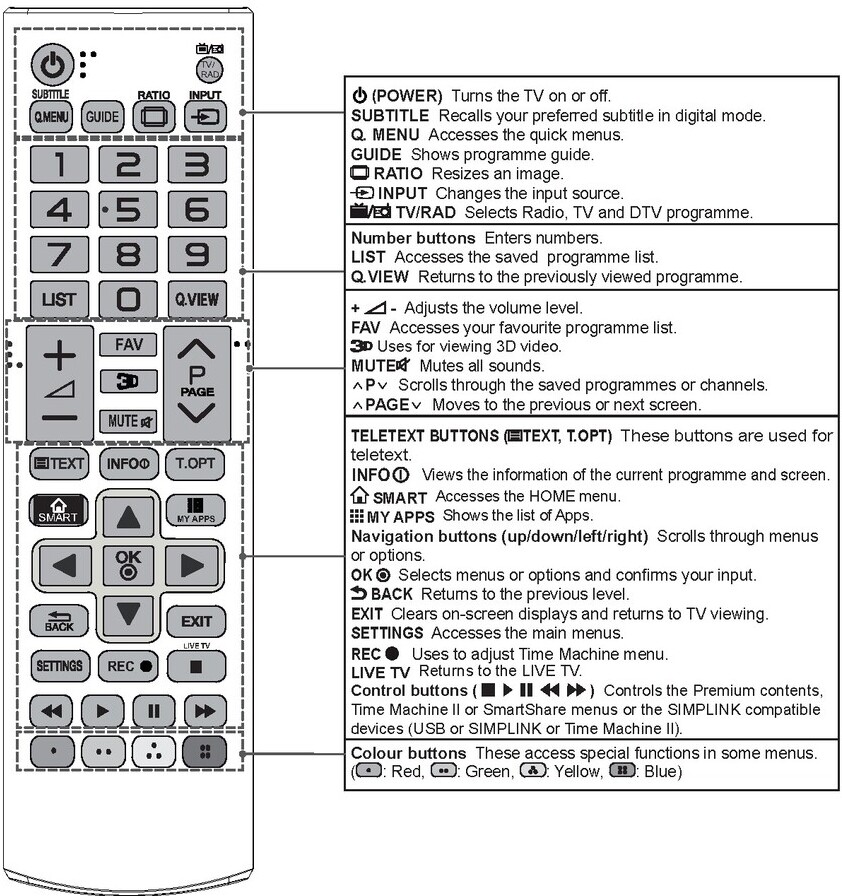 TV/
RAD
SUBTITLE
RATIO
INPUT
Q.MENU
GUIDE
1 2 3
4 5 6
7 8 9
LIST 0 Q.VIEW
+ FAV P
PAGE
3D
MUTE
TEXT INFO T.OPT
SMART
MY APPS
OK
BACK
EXIT
LIVE TV
SETTINGS REC
(POWER) Turns the TV on or off.
SUBTITLE Recalls your preferred subtitle in digital mode.
Q. MENU Accesses the quick menus.
GUIDE Shows programme guide.
RATIO Resizes an image.
INPUT Changes the input source.
/ TV/RAD Selects Radio, TV and DTV programme.
Number buttons Enters numbers.
LIST Accesses the saved programme list.
Q.VIEW Returns to the previously viewed programme.
+ - Adjusts the volume level.
FAV Accesses your favourite programme list.
3D Uses for viewing 3D video.
MUTE Mutes all sounds.
^ P v Scrolls through the saved programmes or channels.
^ PAGE v Moves to the previous or next screen.
TELETEXT BUTTONS (TEXT, T.OPT) These buttons are used for
teletext.
INFO Views the information of the current programme and screen.
SMART Accesses the HOME menu.
MY APPS Shows the list of Apps.
Navigation buttons (up/down/left/right) Scrolls through menus
or options.
OK Selects menus or options and confirms your input.
BACK Returns to the previous level.
EXIT Clears on-screen displays and returns to TV viewing.
SETTINGS Accesses the main menus.
REC ● Uses to adjust Time Machine menu.
LIVE TV Returns to the LIVE TV.
Control buttons (■ ▶ ❚❚ ◀◀ ▶▶) Controls the Premium contents,
Time Machine II or SmartShare menus or the SIMPLINK compatible
devices (USB or SIMPLINK or Time Machine II).
Colour buttons These access special functions in some menus.
(: Red, : Green, : Yellow, : Blue)